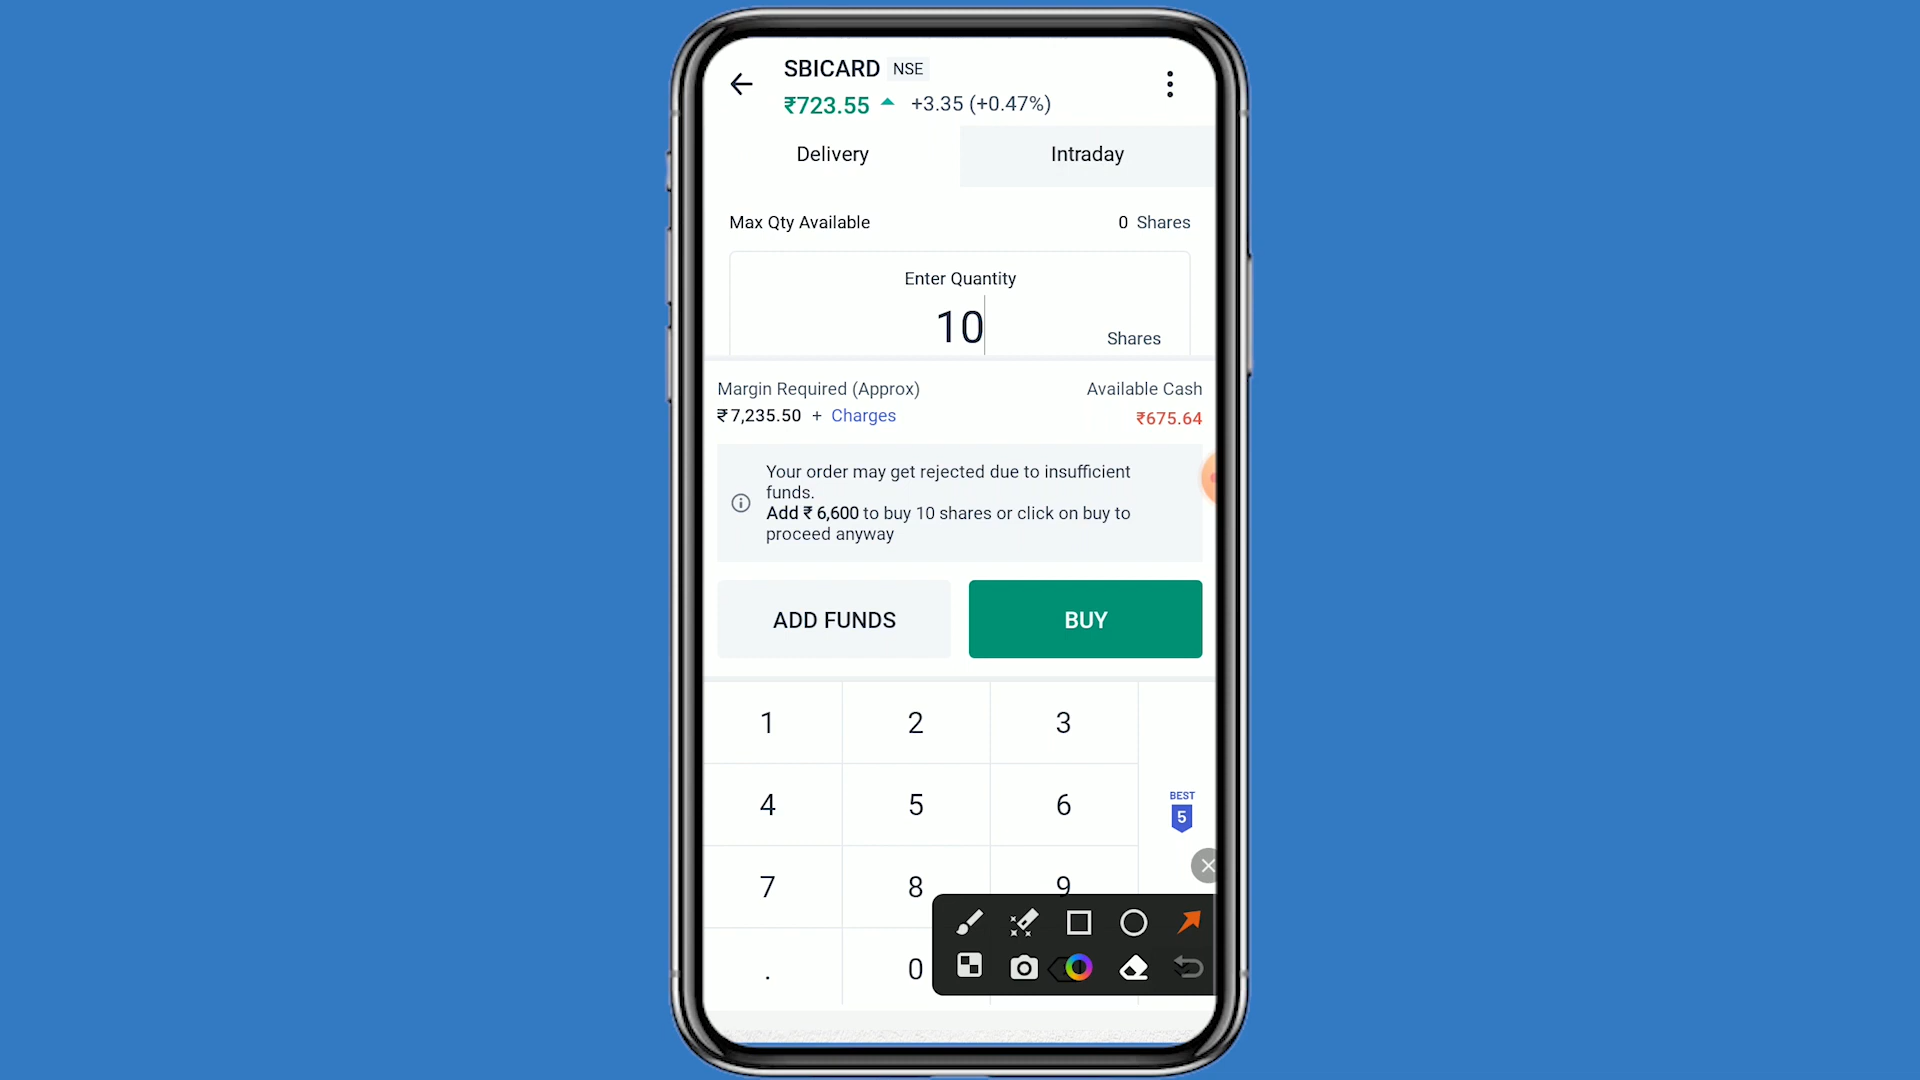 SBICARD NSE
₹723.55 +3.35 (+0.47%)
Delivery Intraday
Max Qty Available 0 Shares
Enter Quantity
10
Shares
Margin Required (Approx) Available Cash
₹7,235.50 + Charges ₹675.64
Your order may get rejected due to insufficient
funds.
Add ₹ 6,600 to buy 10 shares or click on buy to
proceed anyway
ADD FUNDS BUY
1 2 3
4 5 6
BEST
5
7 8 9
. 0